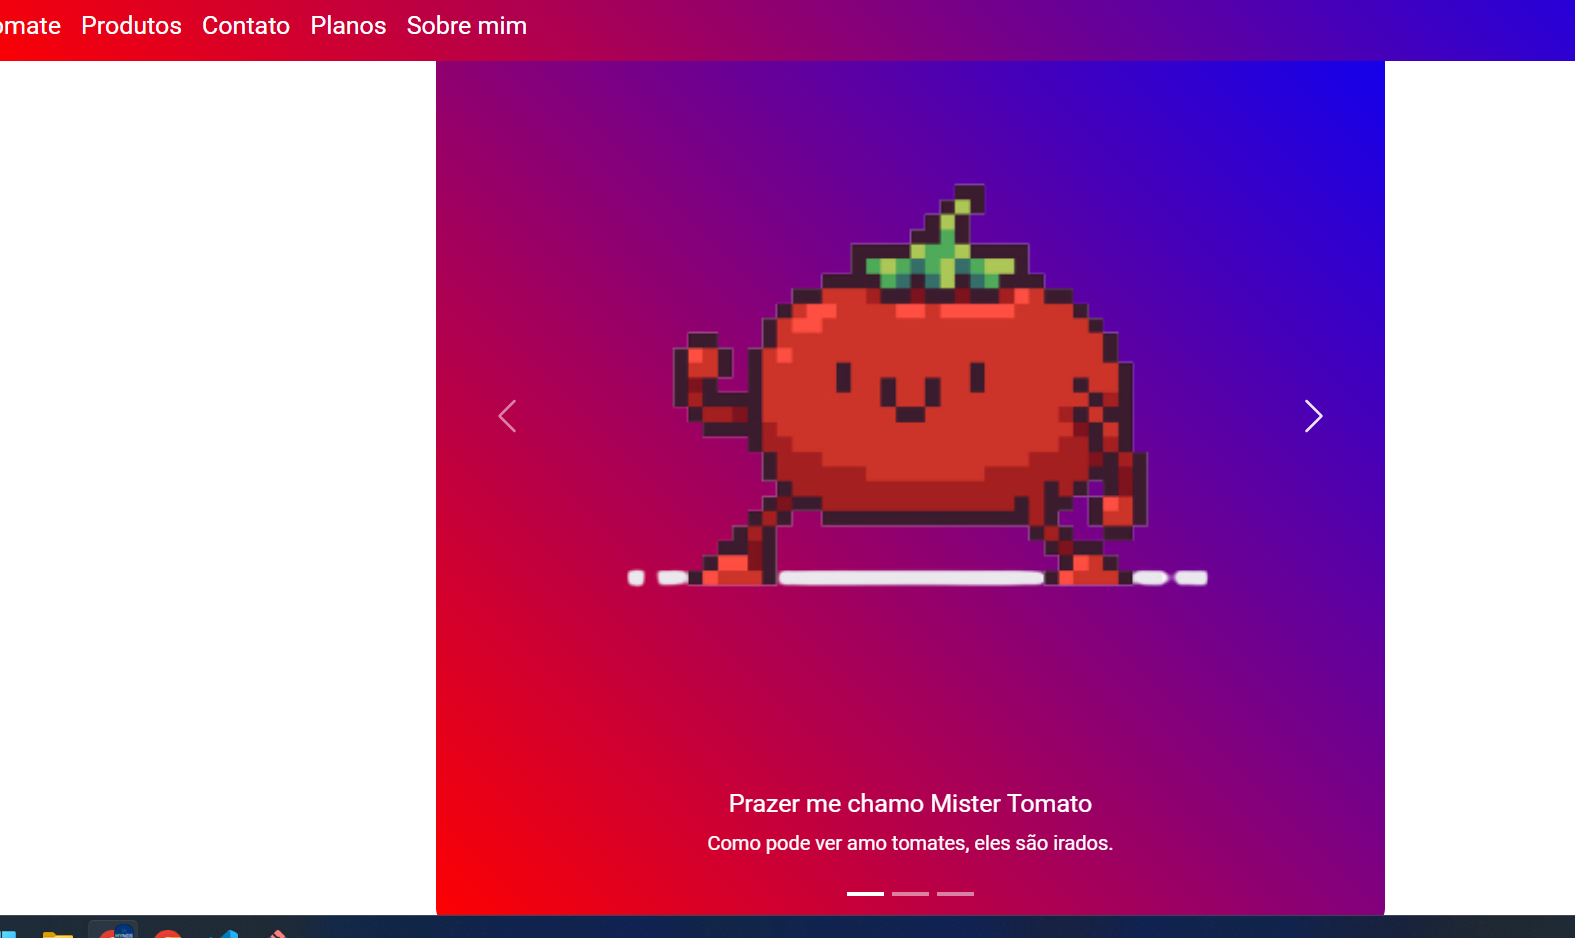 omate Produtos Contato Planos Sobre mim
Prazer me chamo Mister Tomato
Como pode ver amo tomates, eles são irados.